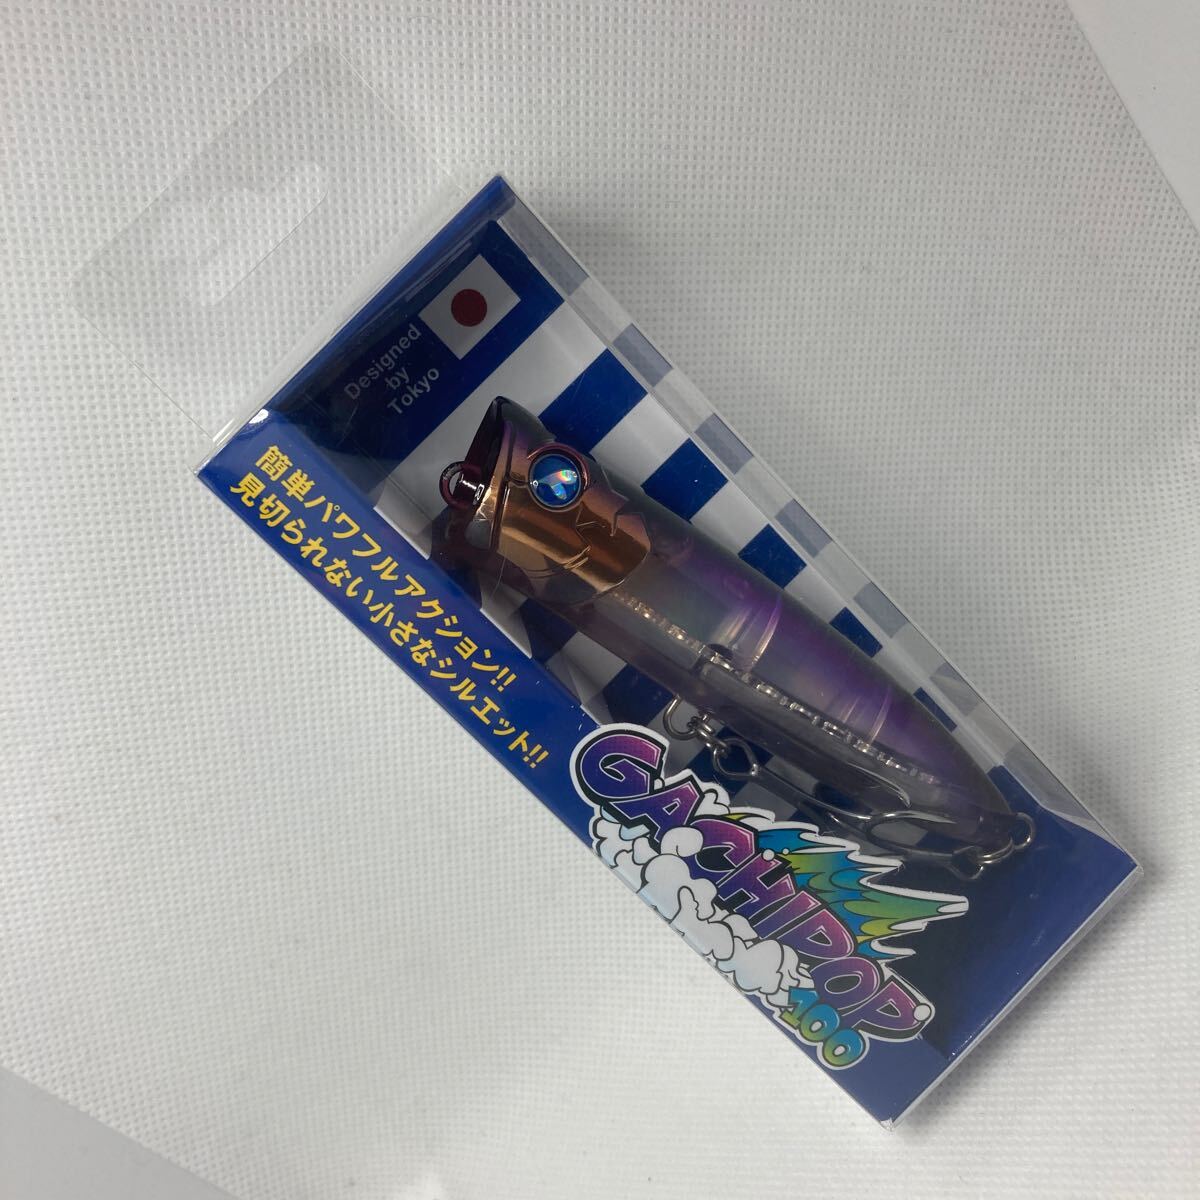 Designed
by
Tokyo
簡単パワフルアクション!!
見切られない小さなシルエット!!
GACHIPOP
100